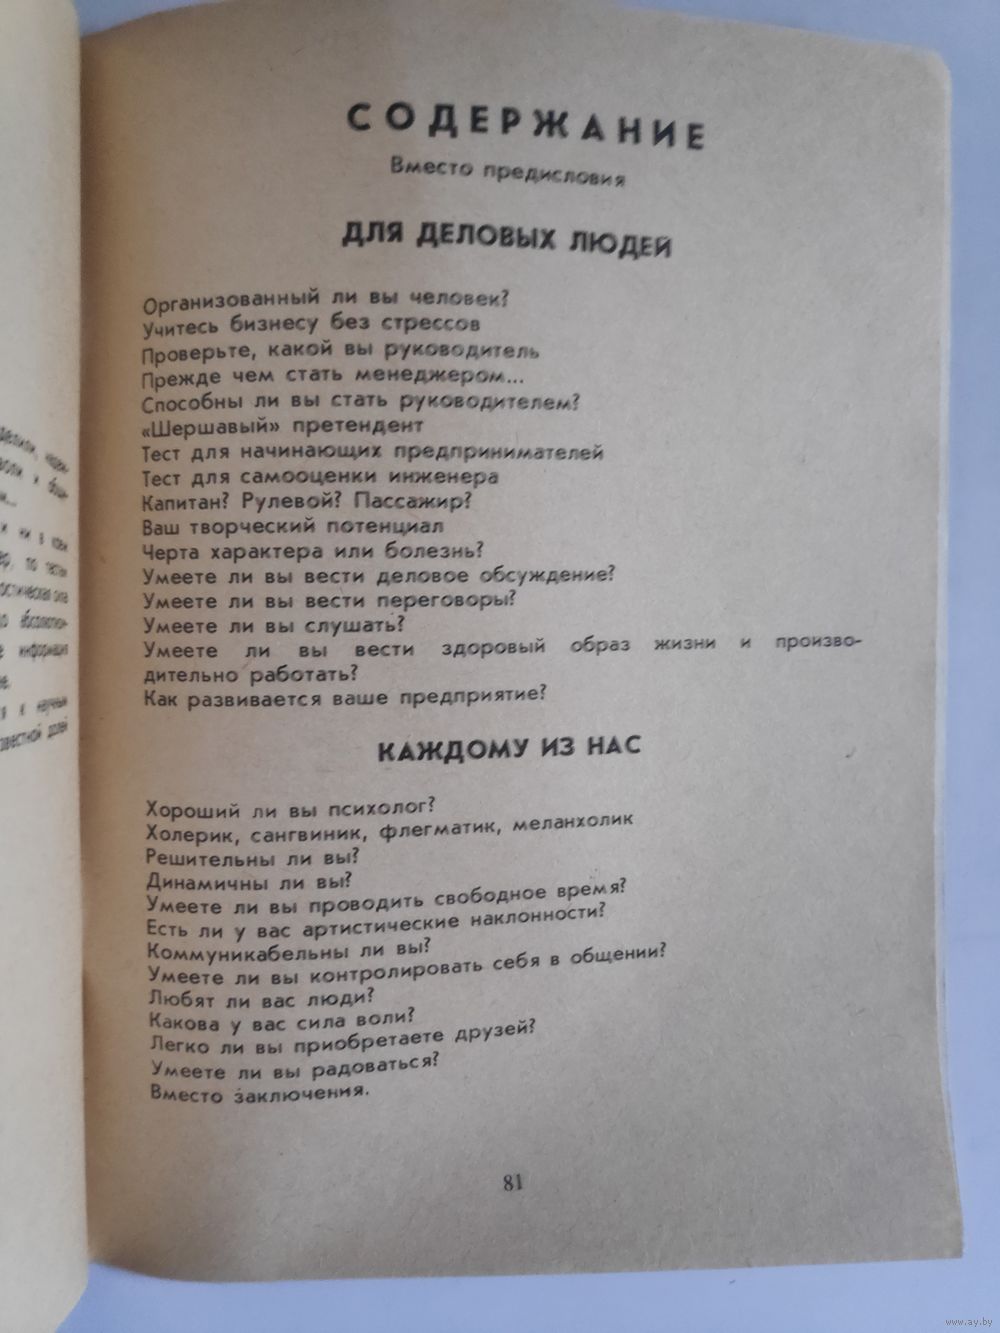 СОДЕРЖАНИЕ
Вместо предисловия
ДЛЯ ДЕЛОВЫХ ЛЮДЕЙ
Организованный ли вы человек?
Учитесь бизнесу без стрессов
Проверьте, какой вы руководитель
Прежде чем стать менеджером...
Способны ли вы стать руководителем?
«Шершавый» претендент
Тест для начинающих предпринимателей
Тест для самооценки инженера
Капитан? Рулевой? Пассажир?
Ваш творческий потенциал
Черта характера или болезнь?
Умеете ли вы вести деловое обсуждение?
Умеете ли вы вести переговоры?
Умеете ли вы слушать?
Умеете ли вы вести здоровый образ жизни и произво-
дительно работать?
Как развивается ваше предприятие?
КАЖДОМУ ИЗ НАС
Хороший ли вы психолог?
Холерик, сангвиник, флегматик, меланхолик
Решительны ли вы?
Динамичны ли вы?
Умеете ли вы проводить свободное время?
Есть ли у вас артистические наклонности?
Коммуникабельны ли вы?
Умеете ли вы контролировать себя в общении?
Любят ли вас люди?
Какова у вас сила воли?
Легко ли вы приобретаете друзей?
Умеете ли вы радоваться?
Вместо заключения.
81
www.ay.by